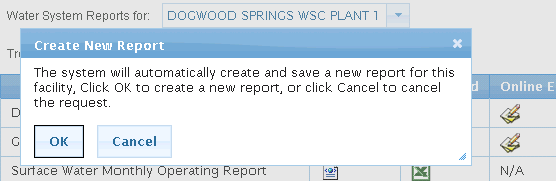 Water System Reports for: DOGWOOD SPRINGS WSC PLANT 1
Create New Report
The system will automatically create and save a new report for this
facility, Click OK to create a new report, or click Cancel to cancel
the request.
OK Cancel
Online E
Surface Water Monthly Operating Report N/A